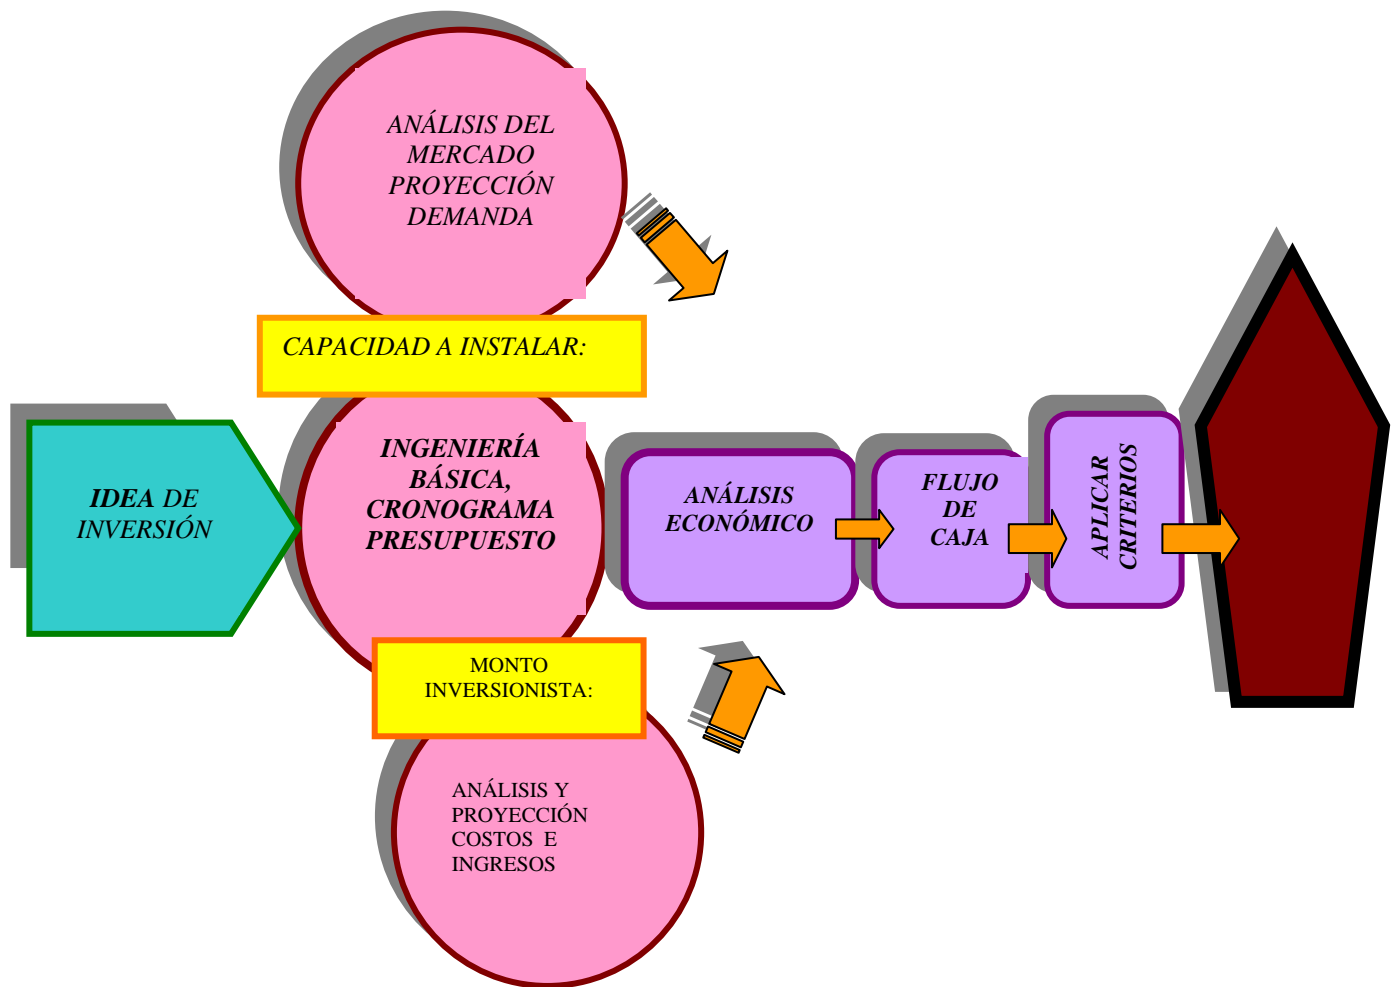 ANÁLISIS DEL
MERCADO
PROYECCIÓN
DEMANDA
CAPACIDAD A INSTALAR:
IDEA DE
INVERSIÓN
INGENIERÍA
BÁSICA,
CRONOGRAMA
PRESUPUESTO
ANÁLISIS
ECONÓMICO
FLUJO
DE
CAJA
APLICAR
CRITERIOS
MONTO
INVERSIONISTA:
ANÁLISIS Y
PROYECCIÓN
COSTOS E
INGRESOS